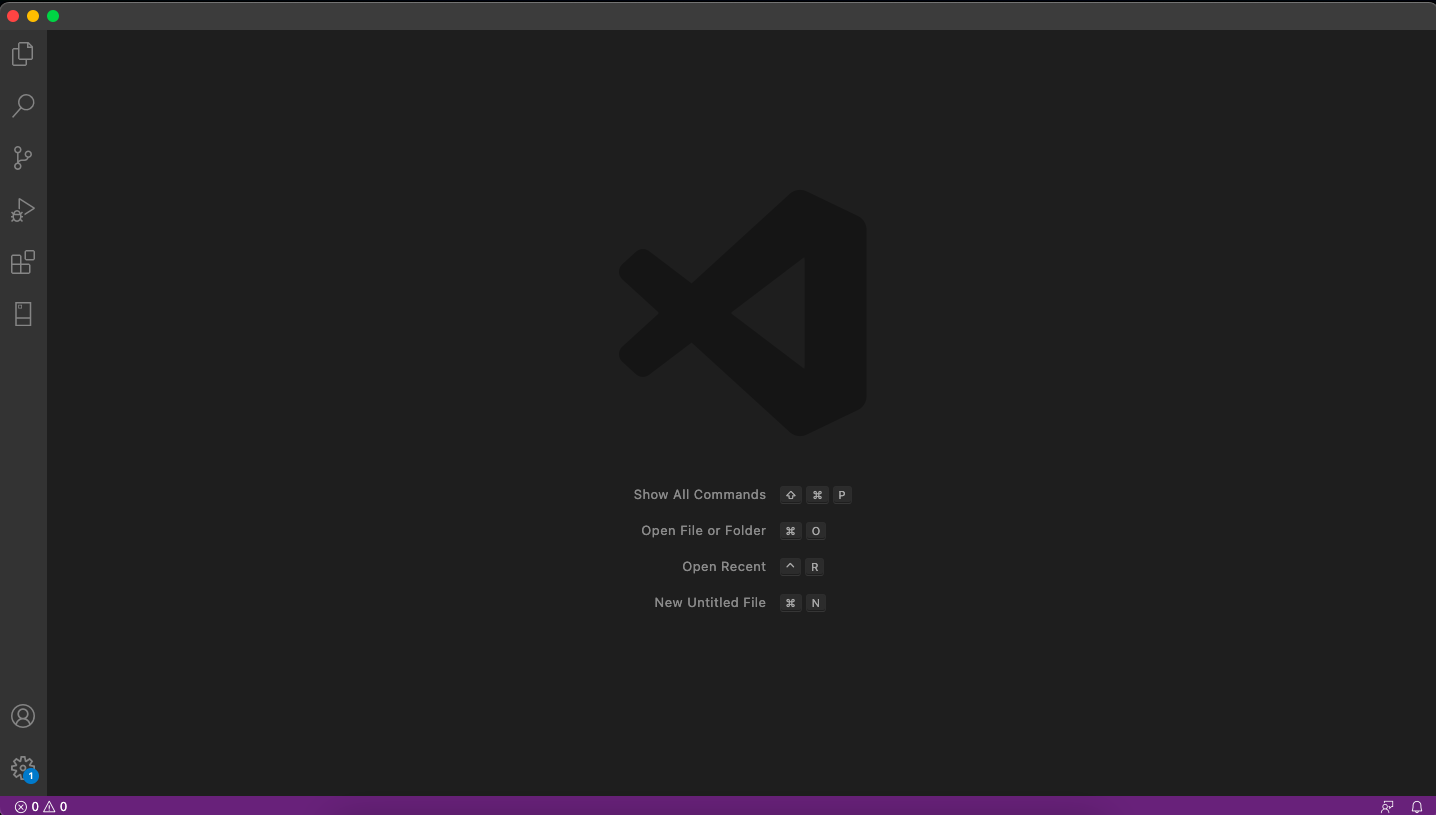 Show All Commands ⇧ ⌘ P
Open File or Folder ⌘ O
Open Recent ^ R
New Untitled File ⌘ N
1
0 0